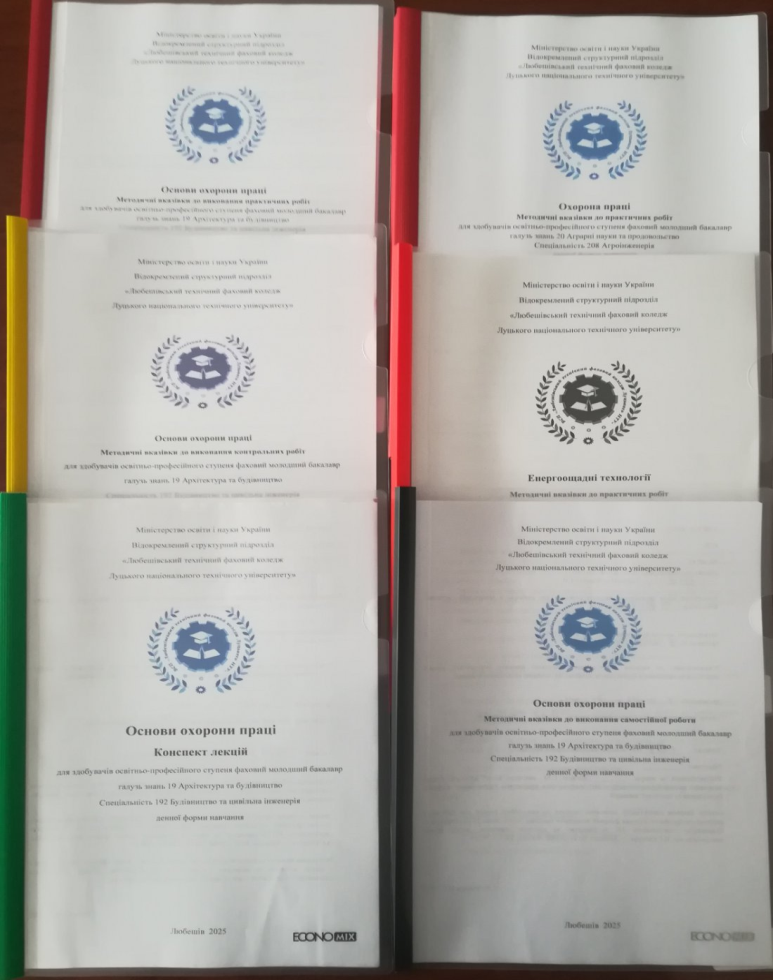 Міністерство освіти і науки України
Відокремлений структурний підрозділ
«Любешівський технічний фаховий коледж
Луцького національного технічного університету»
Основи охорони праці
Методичні вказівки до виконання практичних робіт
для здобувачів освітньо-професійного ступеня фаховий молодший бакалавр
галузь знань 19 Архітектура та будівництво
Міністерство освіти і науки України
Відокремлений структурний підрозділ
«Любешівський технічний фаховий коледж
Луцького національного технічного університету»
Охорона праці
Методичні вказівки до практичних робіт
для здобувачів освітньо-професійного ступеня фаховий молодший бакалавр
галузь знань 20 Аграрні науки та продовольство
Спеціальність 208 Агроінженерія
Міністерство освіти і науки України
Відокремлений структурний підрозділ
«Любешівський технічний фаховий коледж
Луцького національного технічного університету»
Основи охорони праці
Методичні вказівки до виконання контрольних робіт
для здобувачів освітньо-професійного ступеня фаховий молодший бакалавр
галузь знань 19 Архітектура та будівництво
Міністерство освіти і науки України
Відокремлений структурний підрозділ
«Любешівський технічний фаховий коледж
Луцького національного технічного університету»
Енергоощадні технології
Методичні вказівки до практичних робіт
Міністерство освіти і науки України
Відокремлений структурний підрозділ
«Любешівський технічний фаховий коледж
Луцького національного технічного університету»
Основи охорони праці
Конспект лекцій
для здобувачів освітньо-професійного ступеня фаховий молодший бакалавр
галузь знань 19 Архітектура та будівництво
Спеціальність 192 Будівництво та цивільна інженерія
денної форми навчання
Любешів 2025
ECONOMIX
Міністерство освіти і науки України
Відокремлений структурний підрозділ
«Любешівський технічний фаховий коледж
Луцького національного технічного університету»
Основи охорони праці
Методичні вказівки до виконання самостійної роботи
для здобувачів освітньо-професійного ступеня фаховий молодший бакалавр
галузь знань 19 Архітектура та будівництво
Спеціальність 192 Будівництво та цивільна інженерія
денної форми навчання
Любешів 2025
ECONOMIX